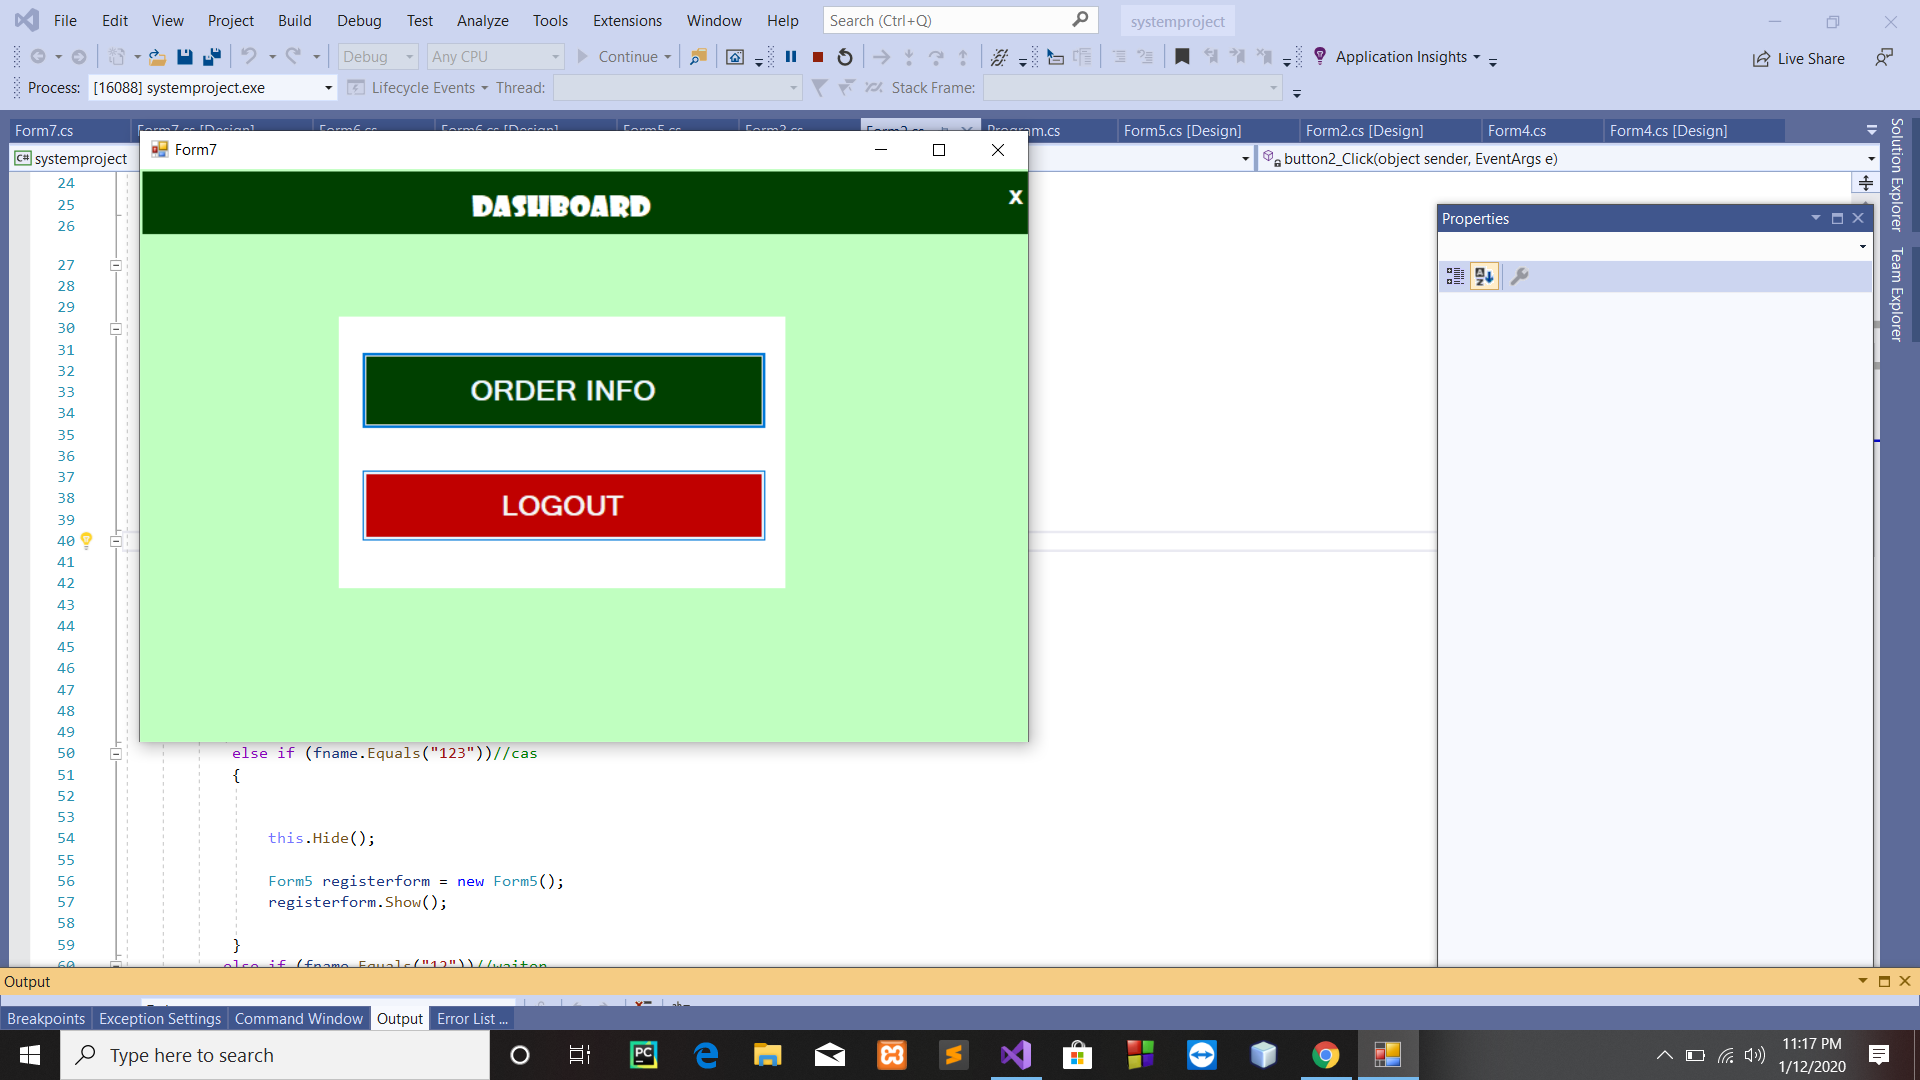 File Edit View Project Build Debug Test Analyze Tools Extensions Window Help Search (Ctrl+Q) systemproject
Debug Any CPU Continue Application Insights Live Share
Process: [16088] systemproject.exe Lifecycle Events Thread: Stack Frame:
Form7.cs Form7.cs [Design] Form6.cs Form6.cs [Design] Form5.cs Form3.cs Form2.cs Program.cs Form5.cs [Design] Form2.cs [Design] Form4.cs Form4.cs [Design]
C# systemproject button2_Click(object sender, EventArgs e)
Form7
DASHBOARD X
ORDER INFO
LOGOUT
Properties
Solution Explorer
Team Explorer
24
25
26
27
28
29
30
31
32
33
34
35
36
37
38
39
40
41
42
43
44
45
46
47
48
49
50 else if (fname.Equals("123"))//cas
51 {
52
53
54 this.Hide();
55
56 Form5 registerform = new Form5();
57 registerform.Show();
58
59 }
60 else if (fname.Equals("12"))//waiter
Output
Breakpoints Exception Settings Command Window Output Error List ...
Type here to search
PC
11:17 PM
1/12/2020